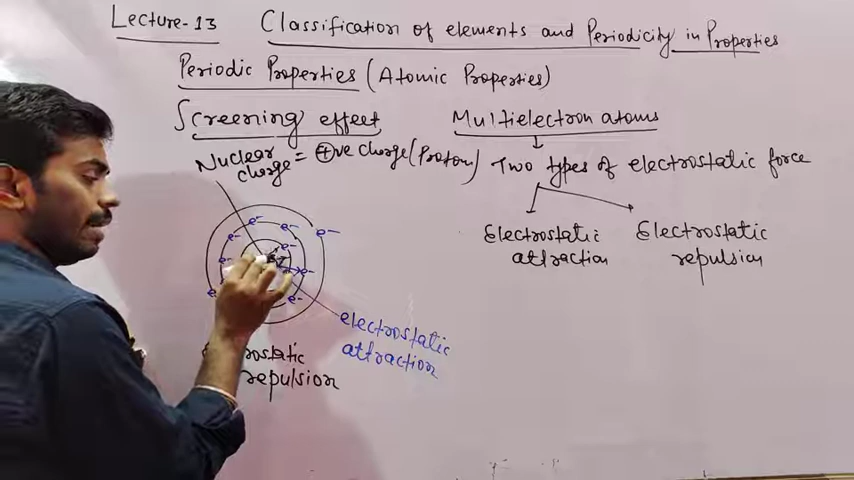 Lecture-13
Classification of elements and Periodicity in Properties
Periodic Properties (Atomic Properties)
Screening effect
Multielectron atoms
Nuclear charge = +ve charge (Proton)
Two types of electrostatic force
Electrostatic attraction
Electrostatic repulsion
e-
e-
e-
e-
e-
e-
e-
e-
electrostatic
attraction
repulsion